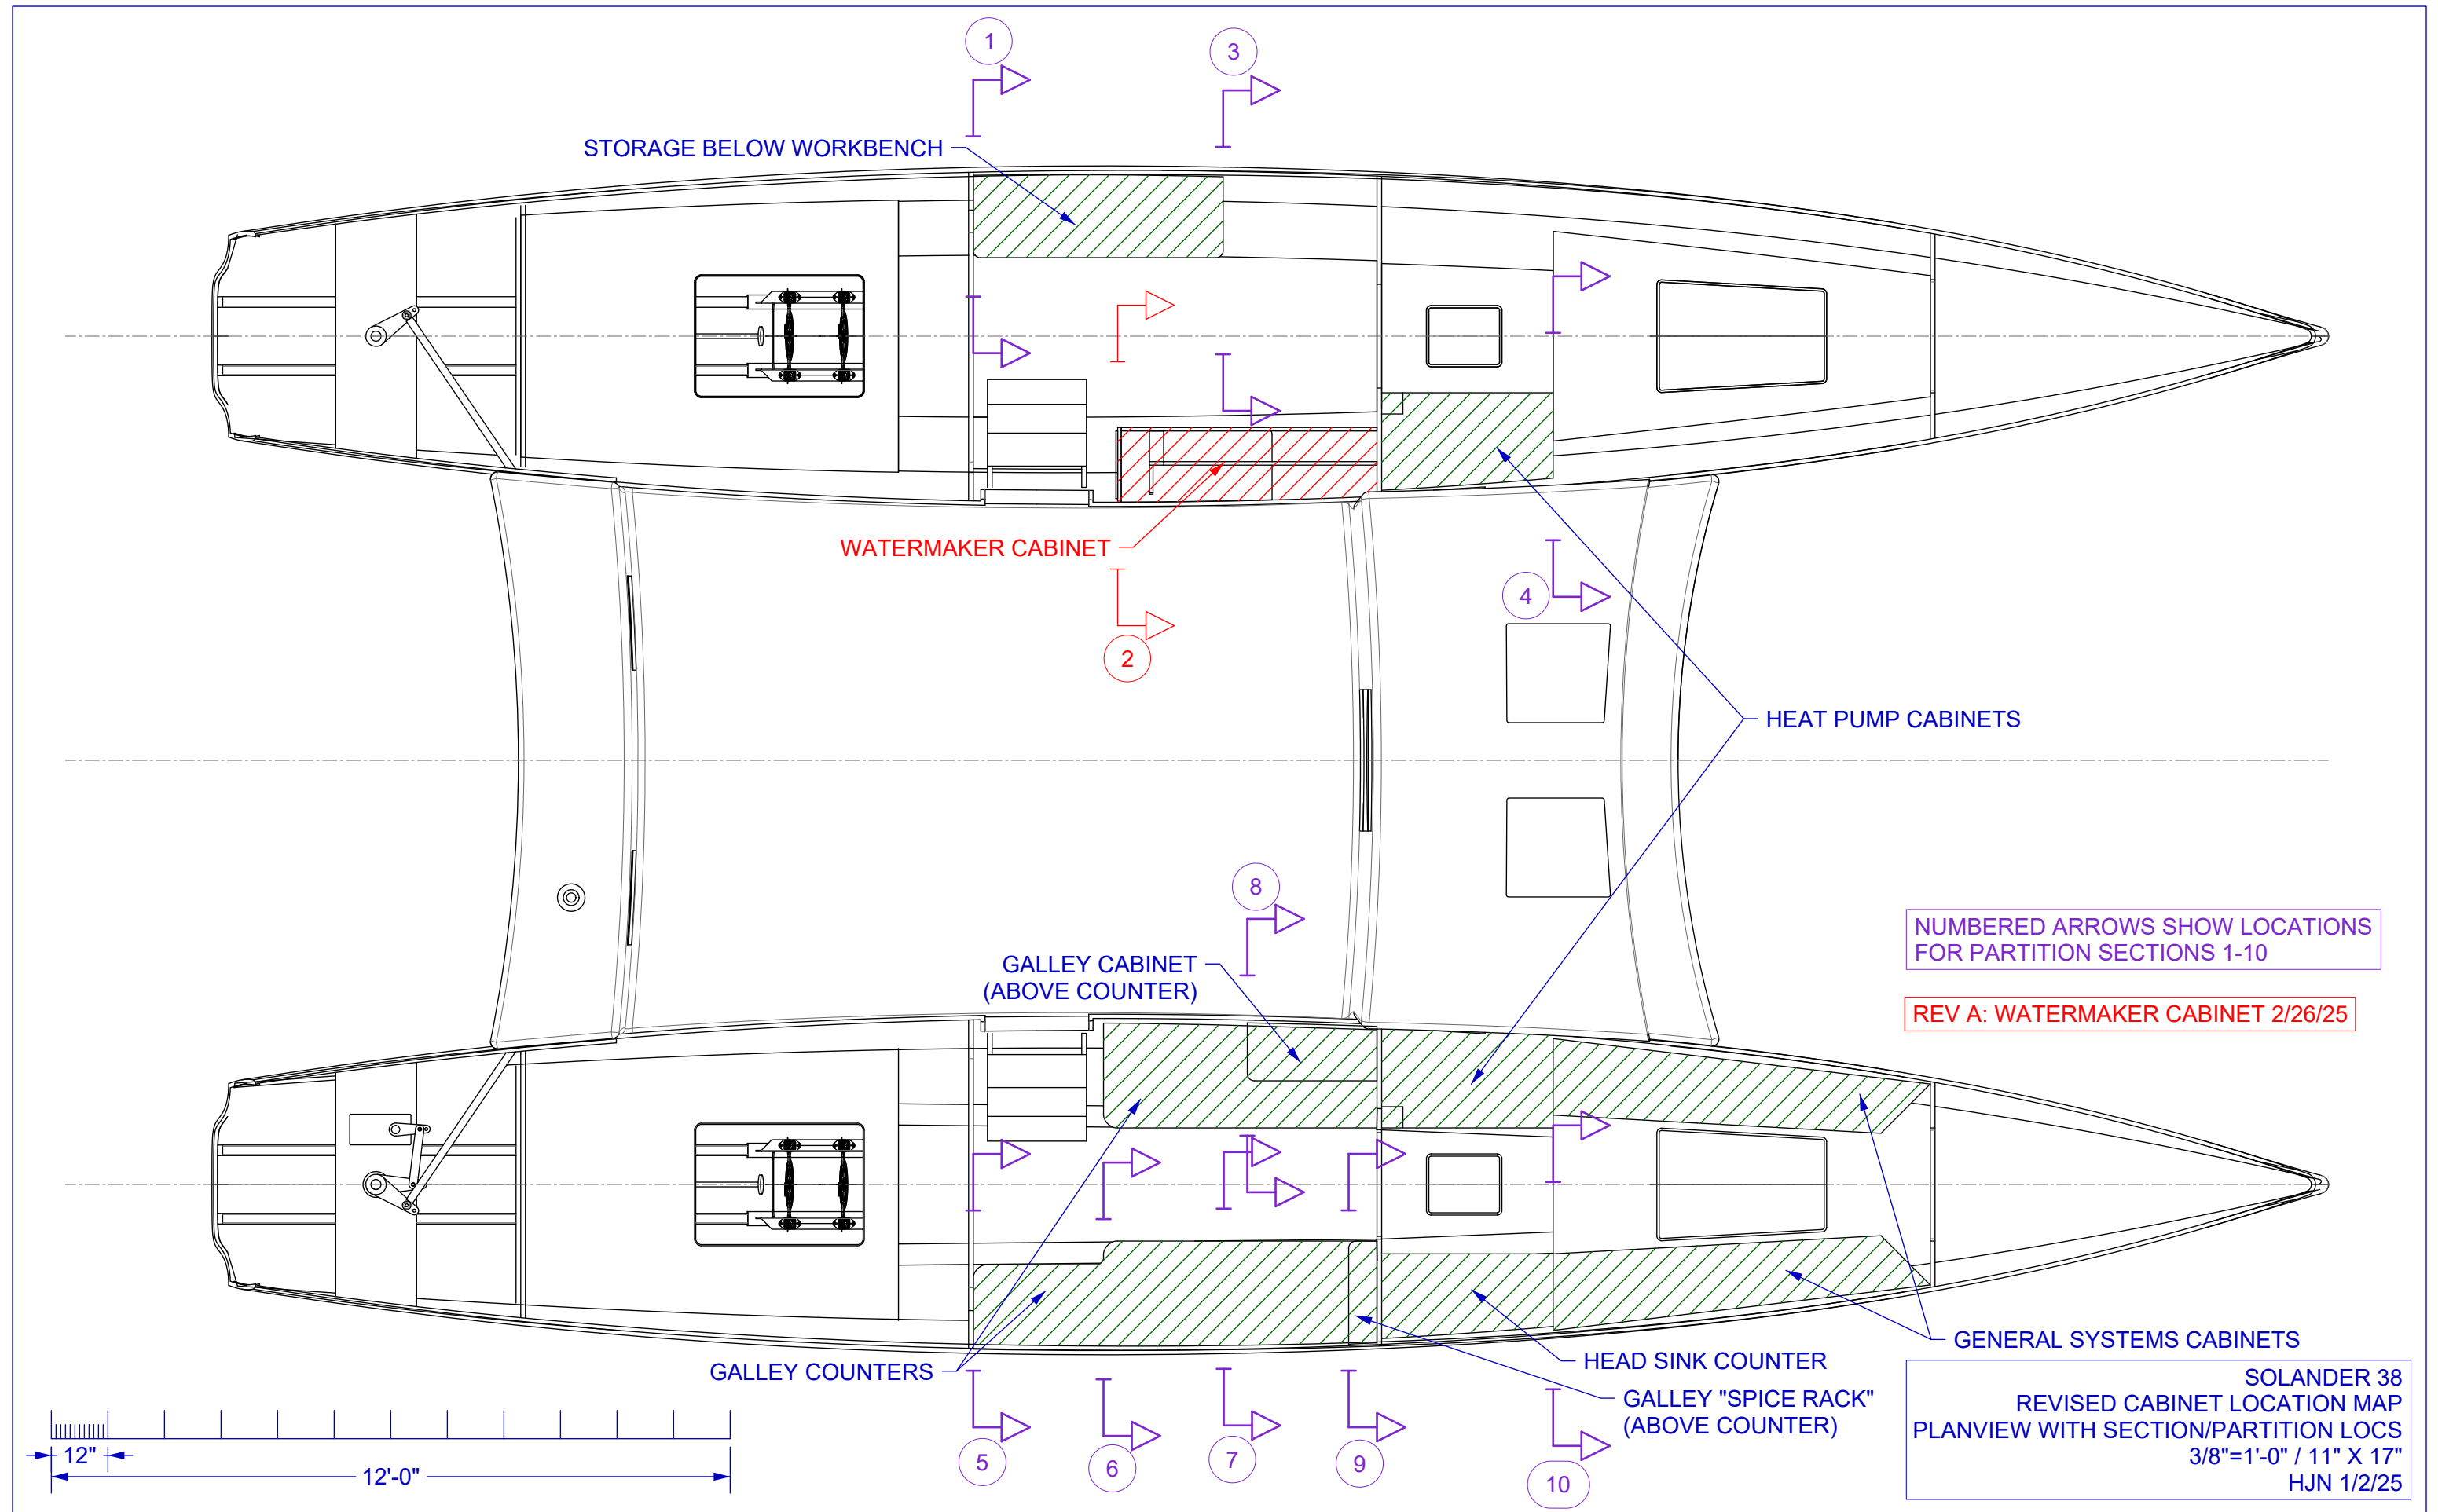 1
3
STORAGE BELOW WORKBENCH
WATERMAKER CABINET
4
2
HEAT PUMP CABINETS
8
NUMBERED ARROWS SHOW LOCATIONS
FOR PARTITION SECTIONS 1-10
GALLEY CABINET
(ABOVE COUNTER)
REV A: WATERMAKER CABINET 2/26/25
GENERAL SYSTEMS CABINETS
HEAD SINK COUNTER
GALLEY COUNTERS
GALLEY "SPICE RACK"
(ABOVE COUNTER)
SOLANDER 38
REVISED CABINET LOCATION MAP
PLANVIEW WITH SECTION/PARTITION LOCS
3/8"=1'-0" / 11" X 17"
HJN 1/2/25
12"
12'-0"
5
6
7
9
10